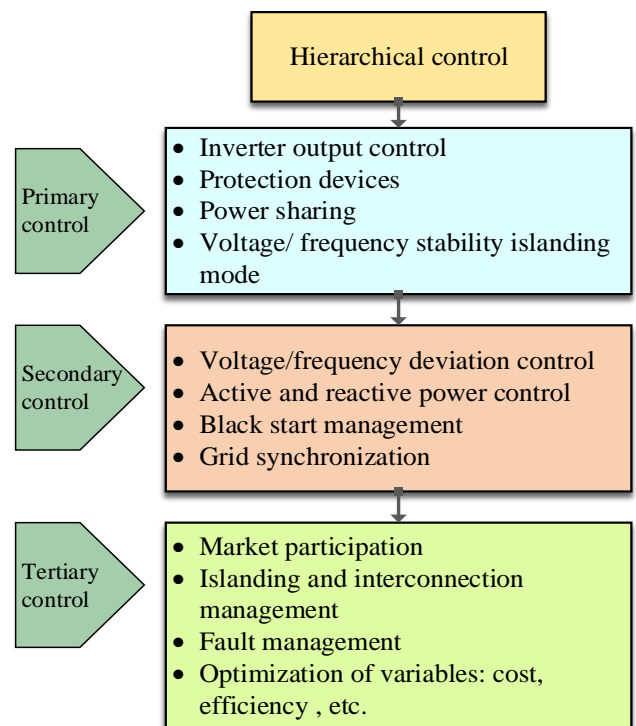 Hierarchical control
Primary
control
• Inverter output control
• Protection devices
• Power sharing
• Voltage/ frequency stability islanding
mode
Secondary
control
• Voltage/frequency deviation control
• Active and reactive power control
• Black start management
• Grid synchronization
Tertiary
control
• Market participation
• Islanding and interconnection
management
• Fault management
• Optimization of variables: cost,
efficiency , etc.